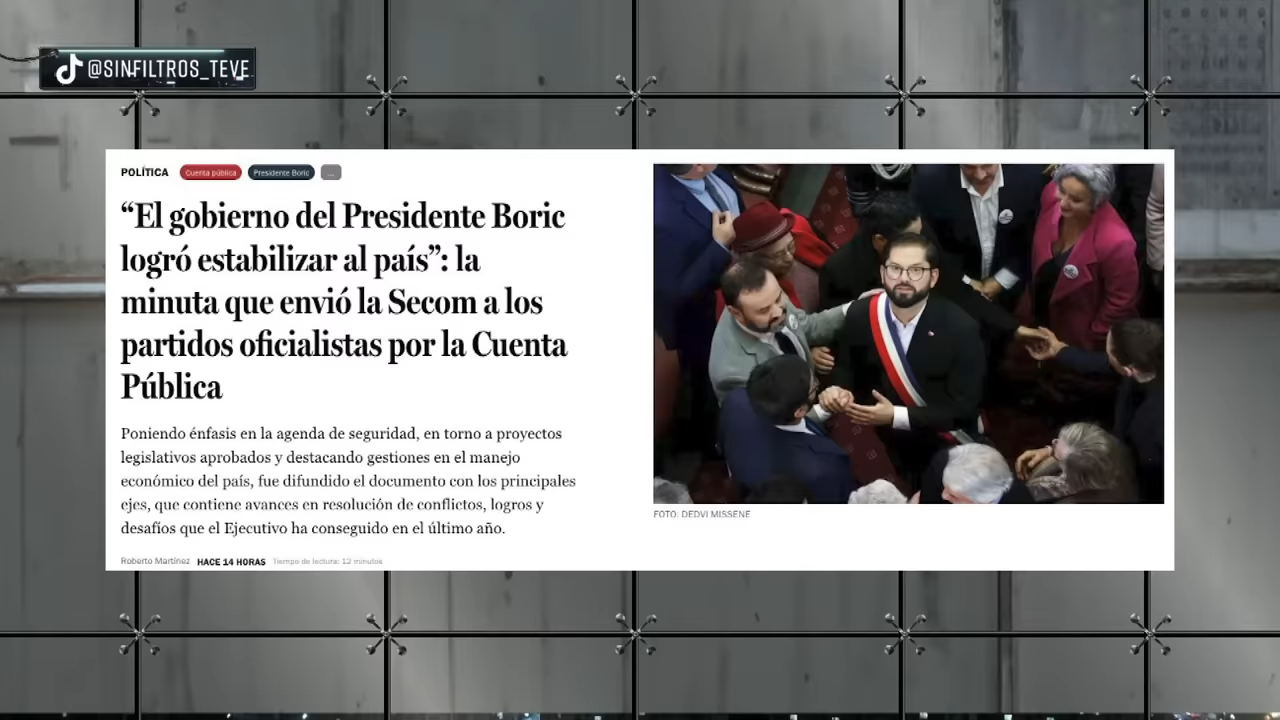 @SINFILTROS_TEVE
POLÍTICA Cuenta pública Presidente Boric ...
“El gobierno del Presidente Boric
logró estabilizar al país”: la
minuta que envió la Secom a los
partidos oficialistas por la Cuenta
Pública
Poniendo énfasis en la agenda de seguridad, en torno a proyectos
legislativos aprobados y destacando gestiones en el manejo
económico del país, fue difundido el documento con los principales
ejes, que contiene avances en resolución de conflictos, logros y
desafíos que el Ejecutivo ha conseguido en el último año.
Roberto Martínez HACE 14 HORAS Tiempo de lectura: 12 minutos
FOTO: DEDVI MISSENE